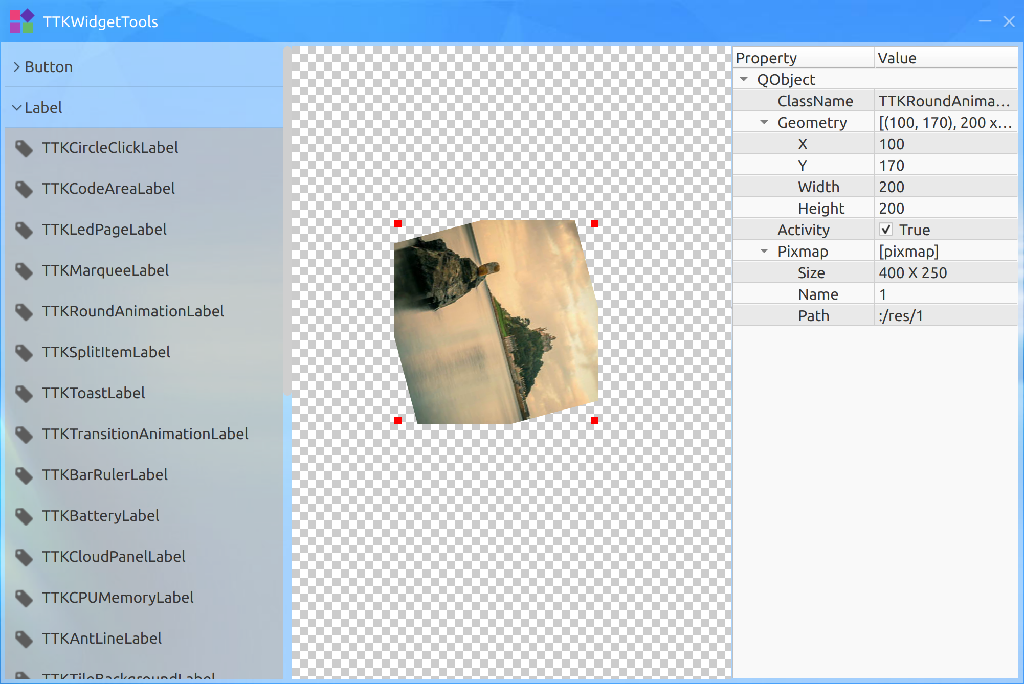 TTKWidgetTools
Button
Label
TTKCircleClickLabel
TTKCodeAreaLabel
TTKLedPageLabel
TTKMarqueeLabel
TTKRoundAnimationLabel
TTKSplitItemLabel
TTKToastLabel
TTKTransitionAnimationLabel
TTKBarRulerLabel
TTKBatteryLabel
TTKCloudPanelLabel
TTKCPUMemoryLabel
TTKAntLineLabel
TTKTileBackgroundLabel
Property Value
QObject
ClassName TTKRoundAnima...
Geometry [(100, 170), 200 x...
X 100
Y 170
Width 200
Height 200
Activity True
Pixmap [pixmap]
Size 400 X 250
Name 1
Path :/res/1